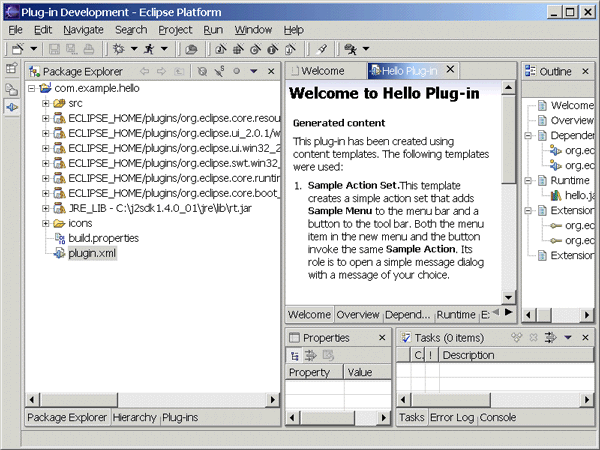 Plug-in Development - Eclipse Platform
File Edit Navigate Search Project Run Window Help
Package Explorer
com.example.hello
src
ECLIPSE_HOME/plugins/org.eclipse.core.resou
ECLIPSE_HOME/plugins/org.eclipse.ui_2.0.1/w
ECLIPSE_HOME/plugins/org.eclipse.ui.win32_2
ECLIPSE_HOME/plugins/org.eclipse.swt.win32_
ECLIPSE_HOME/plugins/org.eclipse.core.runtin
ECLIPSE_HOME/plugins/org.eclipse.core.boot_
JRE_LIB - C:\j2sdk1.4.0_01\jre\lib\rt.jar
icons
build.properties
plugin.xml
Package Explorer Hierarchy Plug-ins
Welcome Hello Plug-in
Welcome to Hello Plug-in
Generated content
This plug-in has been created using
content templates. The following templates
were used:
1. Sample Action Set.This template
creates a simple action set that adds
Sample Menu to the menu bar and a
button to the tool bar. Both the menu
item in the new menu and the button
invoke the same Sample Action. Its
role is to open a simple message dialog
with a message of your choice.
Welcome Overview Depend... Runtime E
Outline
Welcome
Overview
Depender
org.ec
org.ec
Runtime
hello.ja
Extension
org.ec
org.ec
Extension
Properties
Property Value
Tasks (0 items)
C. ! Description
Tasks Error Log Console